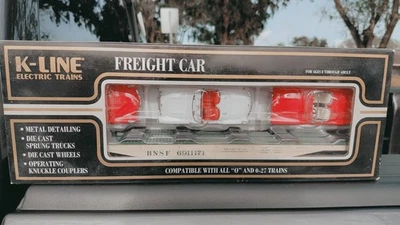 K-LINE
ELECTRIC TRAINS
FREIGHT CAR
FOR AGES 8 THROUGH ADULT
• METAL DETAILING
• DIE CAST
SPRUNG TRUCKS
• DIE CAST WHEELS
• OPERATING
KNUCKLE COUPLERS
BNSF
COMPATIBLE WITH ALL "O" AND 0-27 TRAINS